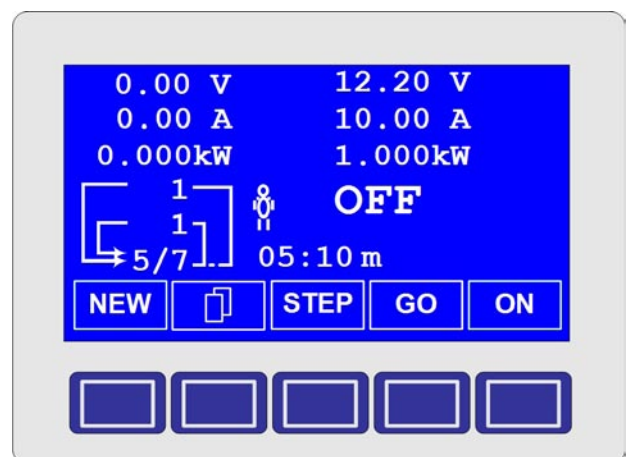 0.00 V 12.20 V
0.00 A 10.00 A
0.000kW 1.000kW
1 OFF
1
5/7 05:10 m
NEW STEP GO ON